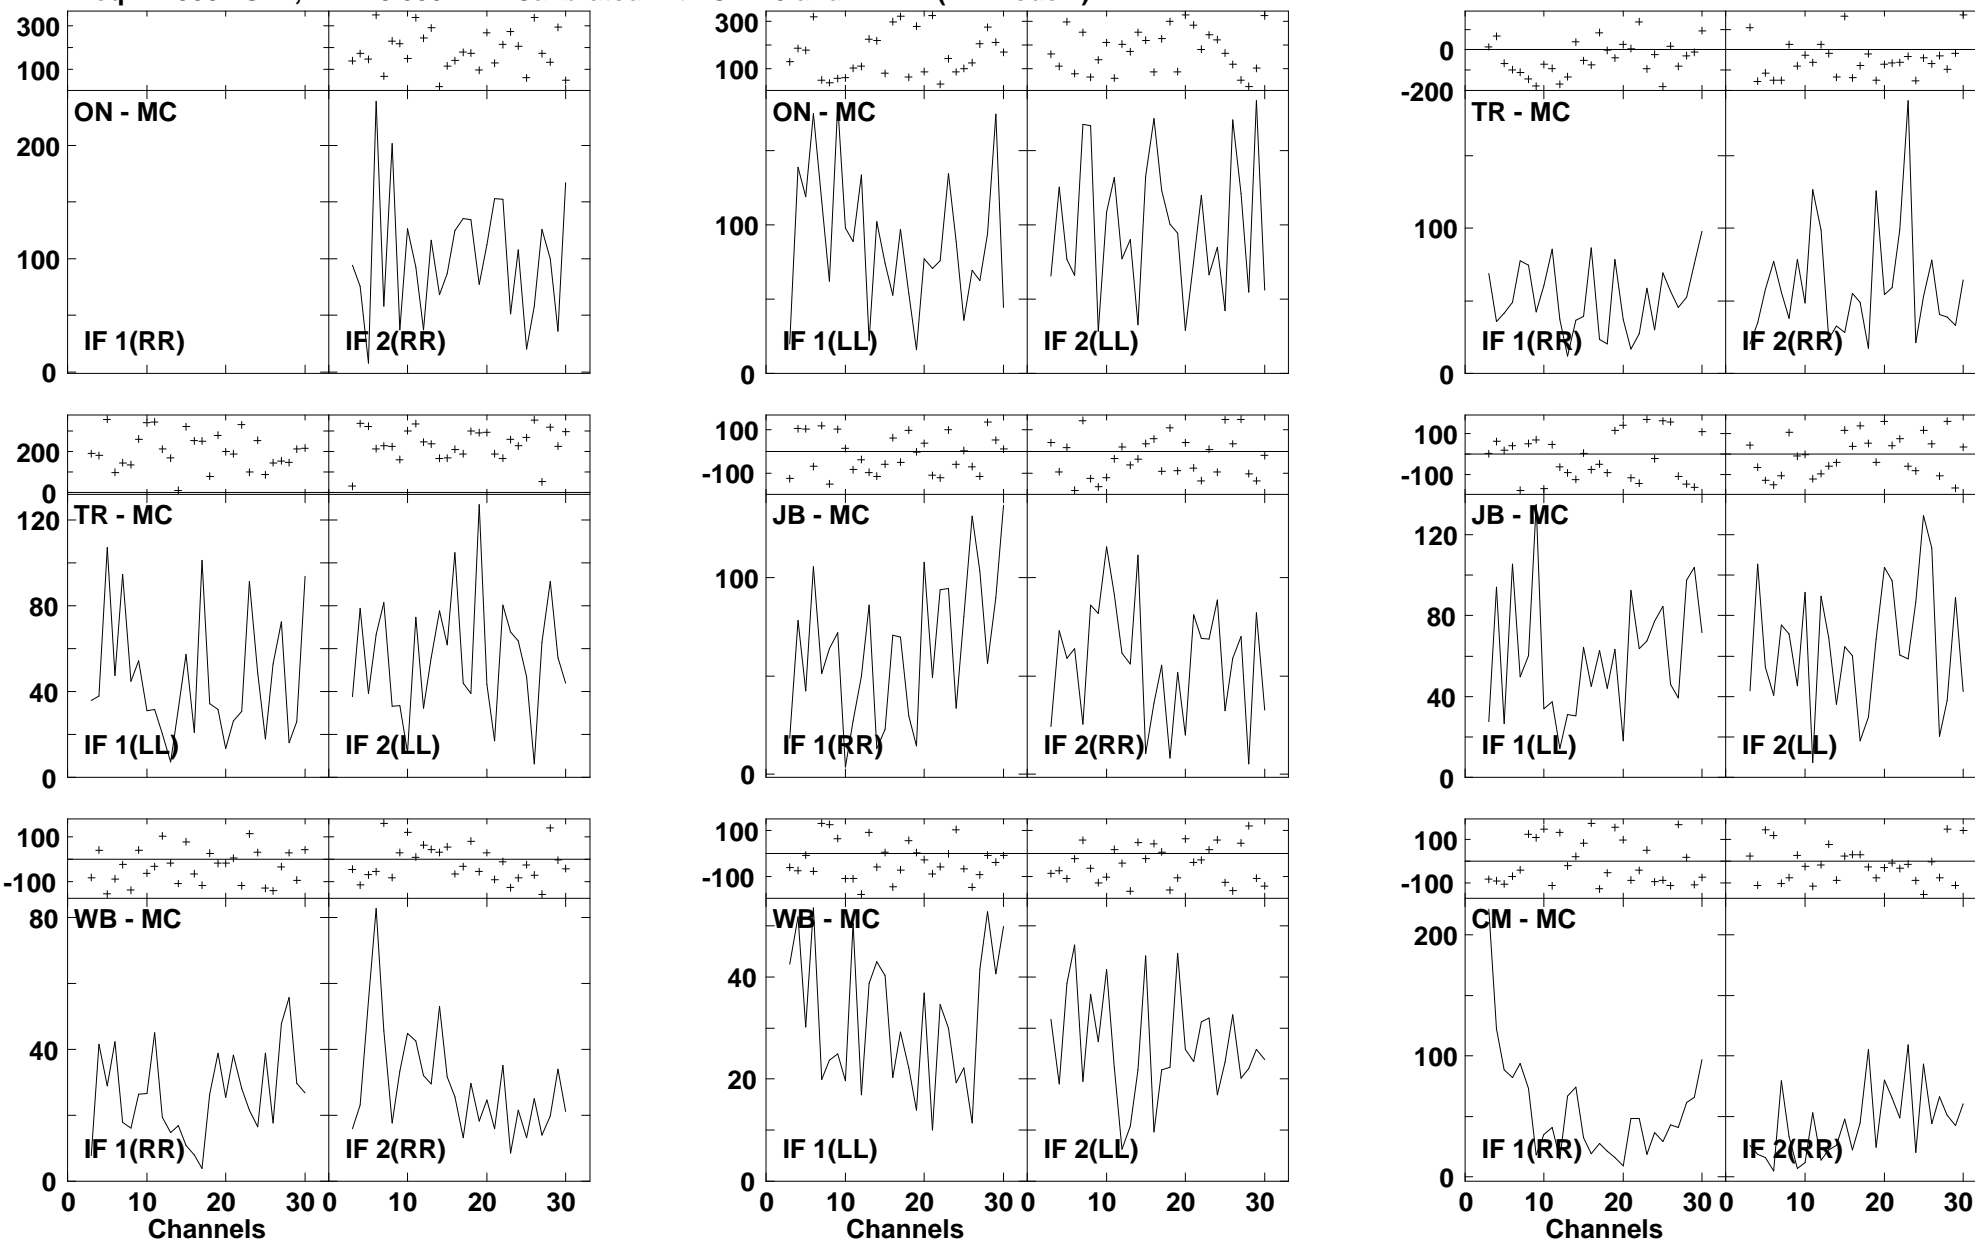 300 100
300 100
0 -200
ON - MC
ON - MC
TR - MC
200 100 0
100 0
100 0
IF 1(RR) IF 2(RR)
IF 1(LL) IF 2(LL)
IF 1(RR) IF 2(RR)
200 0
100 -100
100 -100
TR - MC
JB - MC
JB - MC
120 80 40 0
100 0
120 80 40 0
IF 1(LL) IF 2(LL)
IF 1(RR) IF 2(RR)
IF 1(LL) IF 2(LL)
100 -100
100 -100
100 -100
WB - MC
WB - MC
CM - MC
80 40 0
40 20 0
200 100 0
IF 1(RR) IF 2(RR)
IF 1(LL) IF 2(LL)
IF 1(RR) IF 2(RR)
0 10 20 30 0 10 20 30
0 10 20 30 0 10 20 30
0 10 20 30 0 10 20 30
Channels
Channels
Channels